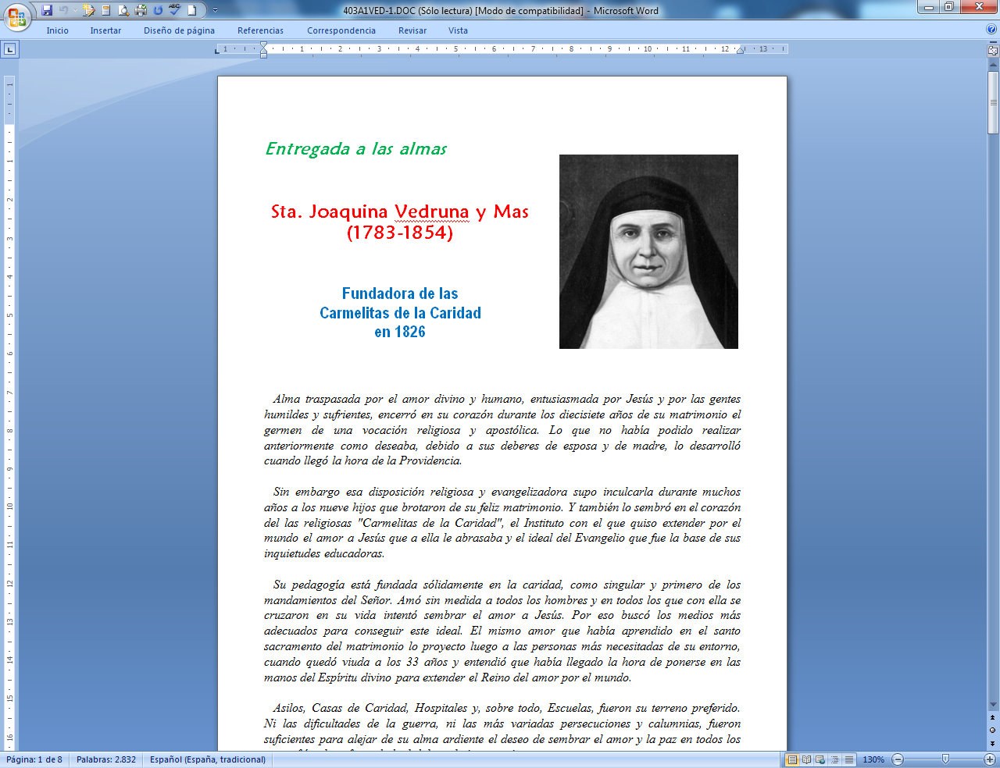 403A1VED-1.DOC (Sólo lectura) [Modo de compatibilidad] - Microsoft Word
Inicio Insertar Diseño de página Referencias Correspondencia Revisar Vista
1 1 2 3 4 5 6 7 8 9 10 11 12 13
Entregada a las almas
Sta. Joaquina Vedruna y Mas
(1783-1854)
Fundadora de las
Carmelitas de la Caridad
en 1826
Alma traspasada por el amor divino y humano, entusiasmada por Jesús y por las gentes
humildes y sufrientes, encerró en su corazón durante los diecisiete años de su matrimonio el
germen de una vocación religiosa y apostólica. Lo que no había podido realizar
anteriormente como deseaba, debido a sus deberes de esposa y de madre, lo desarrolló
cuando llegó la hora de la Providencia.
Sin embargo esa disposición religiosa y evangelizadora supo inculcarla durante muchos
años a los nueve hijos que brotaron de su feliz matrimonio. Y también lo sembró en el corazón
del las religiosas "Carmelitas de la Caridad", el Instituto con el que quiso extender por el
mundo el amor a Jesús que a ella le abrasaba y el ideal del Evangelio que fue la base de sus
inquietudes educadoras.
Su pedagogía está fundada sólidamente en la caridad, como singular y primero de los
mandamientos del Señor. Amó sin medida a todos los hombres y en todos los que con ella se
cruzaron en su vida intentó sembrar el amor a Jesús. Por eso buscó los medios más
adecuados para conseguir este ideal. El mismo amor que había aprendido en el santo
sacramento del matrimonio lo proyecto luego a las personas más necesitadas de su entorno,
cuando quedó viuda a los 33 años y entendió que había llegado la hora de ponerse en las
manos del Espíritu divino para extender el Reino del amor por el mundo.
Asilos, Casas de Caridad, Hospitales y, sobre todo, Escuelas, fueron su terreno preferido.
Ni las dificultades de la guerra, ni las más variadas persecuciones y calumnias, fueron
suficientes para alejar de su alma ardiente el deseo de sembrar el amor y la paz en todos los
Página: 1 de 8 Palabras: 2.832 Español (España, tradicional) 130%